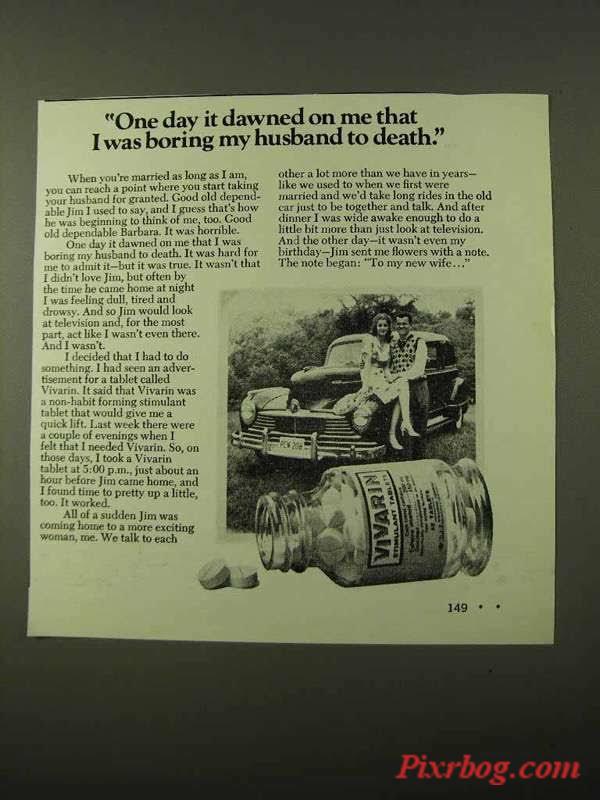 "One day it dawned on me that
I was boring my husband to death."
When you're married as long as I am,
you can reach a point where you start taking
your husband for granted. Good old depend-
able Jim I used to say, and I guess that's how
he was beginning to think of me, too. Good
old dependable Barbara. It was horrible.
One day it dawned on me that I was
boring my husband to death. It was hard for
me to admit it—but it was true. It wasn't that
I didn't love Jim, but often by
the time he came home at night
I was feeling dull, tired and
drowsy. And so Jim would look
at television and, for the most
part, act like I wasn't even there.
And I wasn't.
I decided that I had to do
something. I had seen an adver-
tisement for a tablet called
Vivarin. It said that Vivarin was
a non-habit forming stimulant
tablet that would give me a
quick lift. Last week there were
a couple of evenings when I
felt that I needed Vivarin. So, on
those days, I took a Vivarin
tablet at 5:00 p.m., just about an
hour before Jim came home, and
I found time to pretty up a little,
too. It worked.
All of a sudden Jim was
coming home to a more exciting
woman, me. We talk to each
other a lot more than we have in years—
like we used to when we first were
married and we'd take long rides in the old
car just to be together and talk. And after
dinner I was wide awake enough to do a
little bit more than just look at television.
And the other day—it wasn't even my
birthday—Jim sent me flowers with a note.
The note began: "To my new wife..."
VIVARIN
STIMULANT TABLETS
149
Pixrbog.com